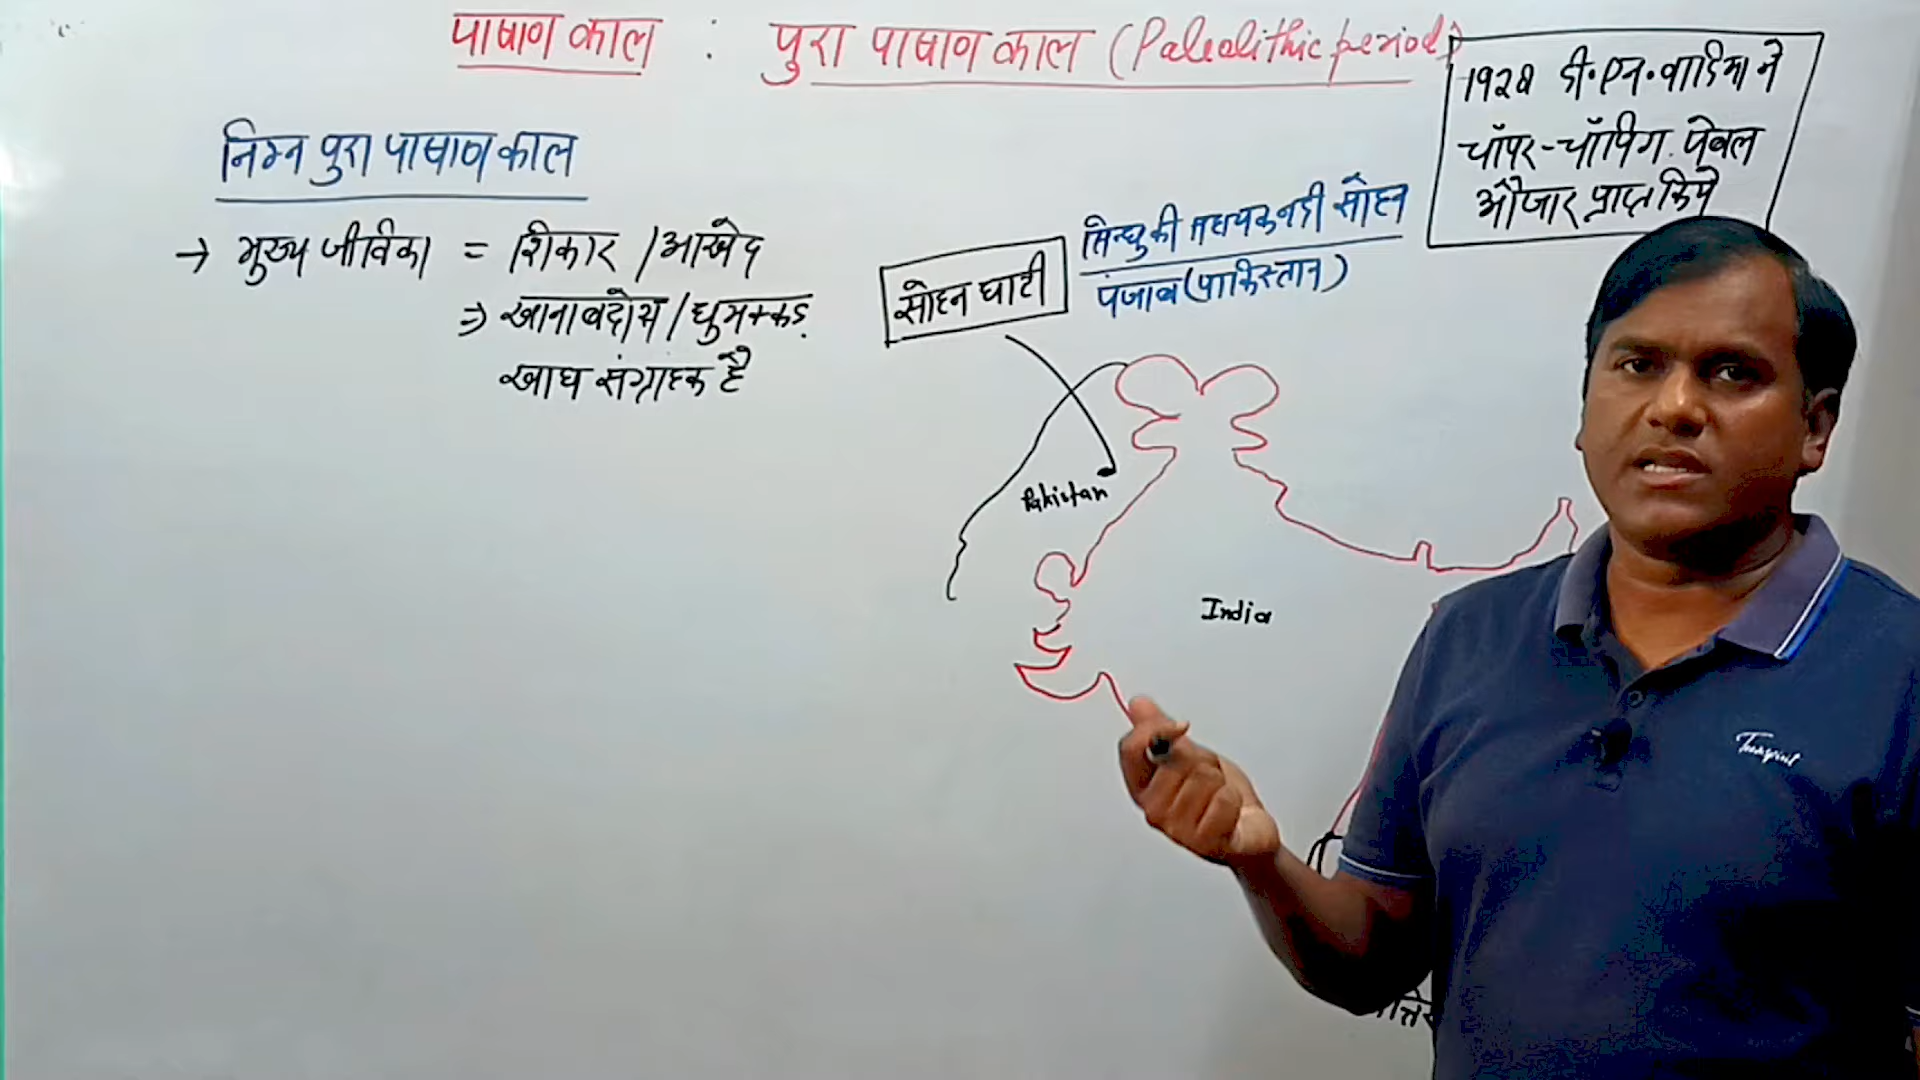 पाषाण काल : पुरा पाषाण काल (Paleolithic period)
1928 डी॰एन॰वाडिया ने
चॉपर-चॉपिंग पेबल
औजार प्राप्त किये
निम्न पुरा पाषाण काल
→ मुख्य जीविका = शिकार /आखेट
⇒ खानाबदोश/घुमक्कड़
खाद्य संग्राहक है
सोहन घाटी
सिन्धु की सहायक नदी सोहन
पंजाब(पाकिस्तान)
Pakistan
India